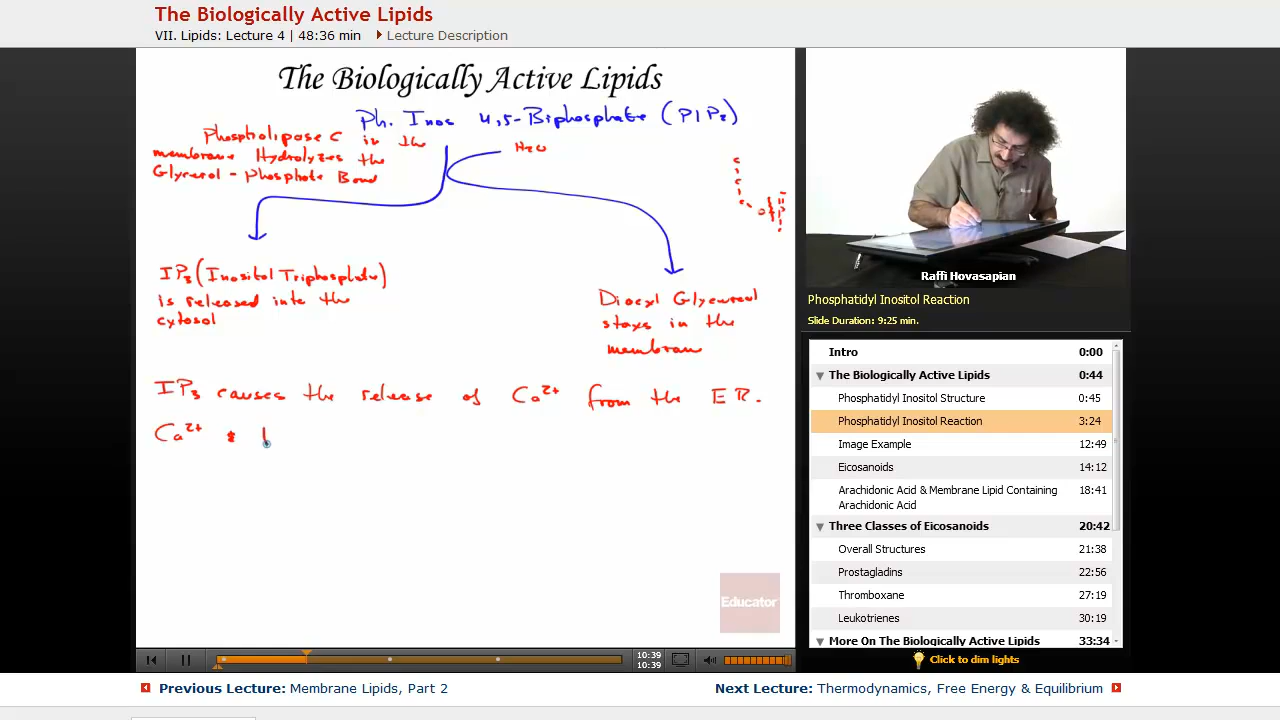 The Biologically Active Lipids
VII. Lipids: Lecture 4 | 48:36 min
Lecture Description
The Biologically Active Lipids
Ph. Inos 4,5-Biphosphate (PIP2)
Phospholipase C in the
membrane Hydrolyzes the
Glycerol - Phosphate Bond
H2O
IP3 (Inositol Triphosphate)
is released into the
cytosol
Diacyl Glycerol
stays in the
membrane
IP3 causes the release of Ca2+ from the ER.
Ca2+
Educator
10:39
10:39
Raffi Hovasapian
Phosphatidyl Inositol Reaction
Slide Duration: 9:25 min.
Intro 0:00
The Biologically Active Lipids 0:44
Phosphatidyl Inositol Structure 0:45
Phosphatidyl Inositol Reaction 3:24
Image Example 12:49
Eicosanoids 14:12
Arachidonic Acid & Membrane Lipid Containing 18:41
Arachidonic Acid
Three Classes of Eicosanoids 20:42
Overall Structures 21:38
Prostagladins 22:56
Thromboxane 27:19
Leukotrienes 30:19
More On The Biologically Active Lipids 33:34
Click to dim lights
Previous Lecture: Membrane Lipids, Part 2
Next Lecture: Thermodynamics, Free Energy & Equilibrium